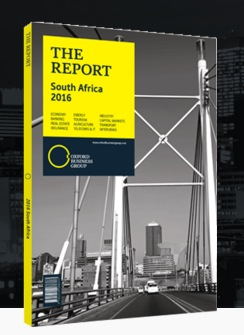 THE REPORT
THE
REPORT
South Africa
2016
ECONOMY ENERGY INDUSTRY
BANKING TOURISM CAPITAL MARKETS
REAL ESTATE AGRICULTURE TRANSPORT
INSURANCE TELECOMS & IT INTERVIEWS
www.oxfordbusinessgroup.com
OXFORD
BUSINESS
GROUP
2016 South Africa